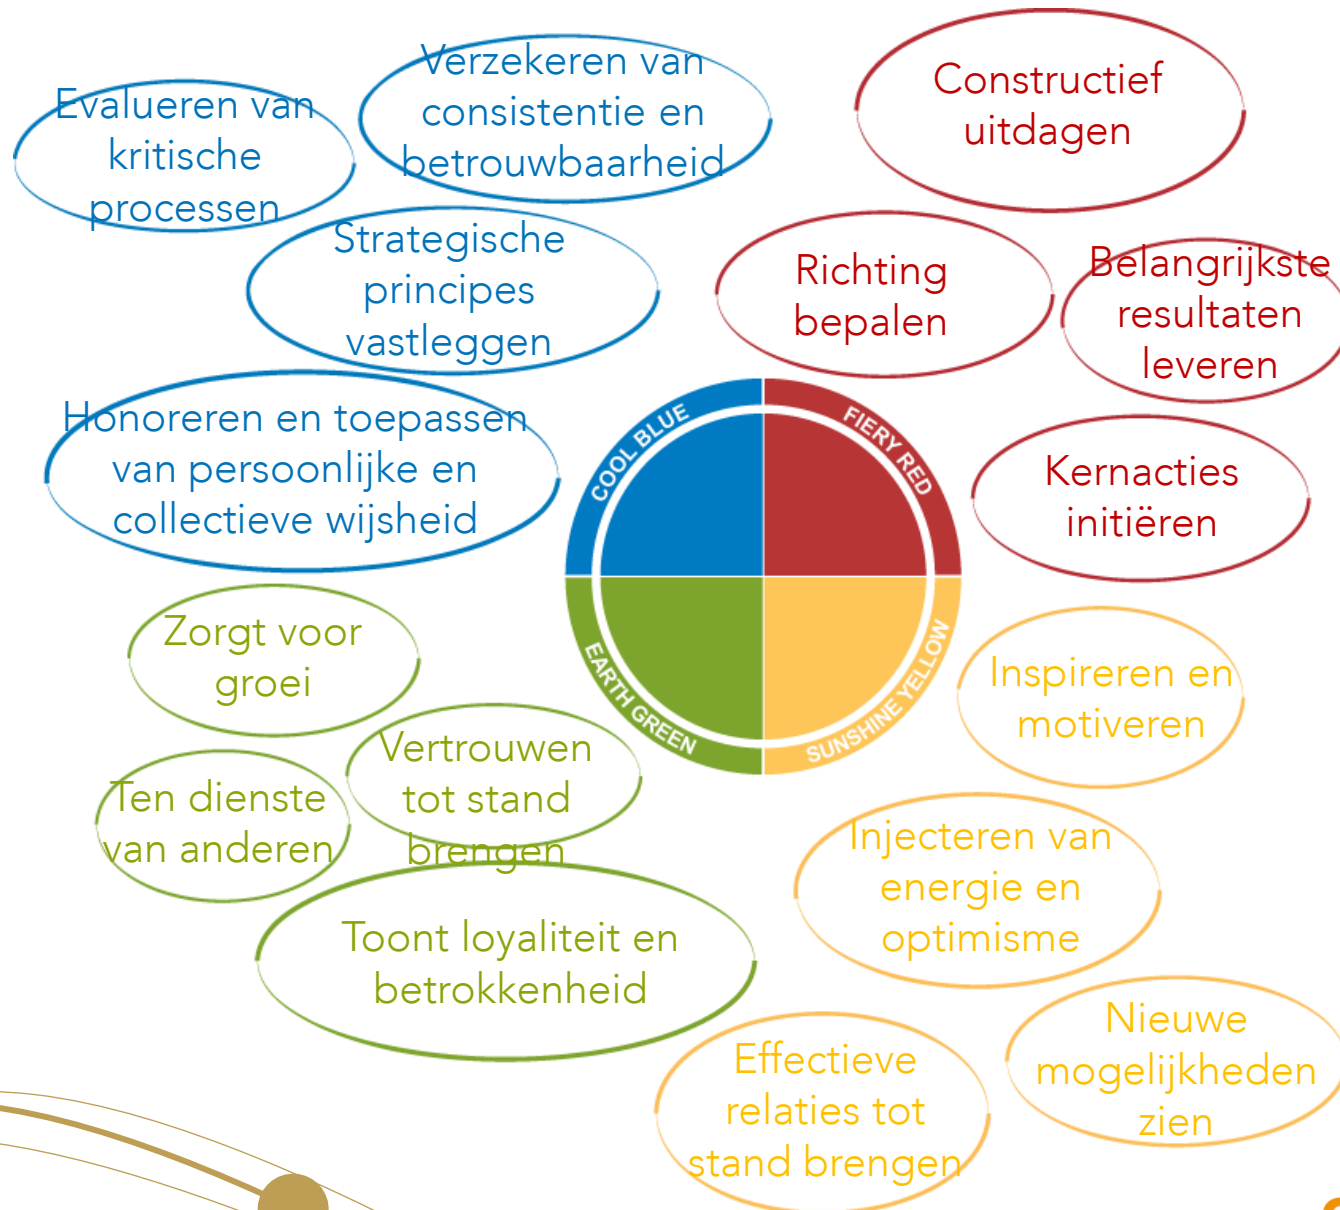 Evalueren van
kritische
processen
Verzekeren van
consistentie en
betrouwbaarheid
Constructief
uitdagen
Strategische
principes
vastleggen
Richting
bepalen
Belangrijkste
resultaten
leveren
Honoreren en toepassen
van persoonlijke en
collectieve wijsheid
COOL BLUE
FIERY RED
Kernacties
initiëren
EARTH GREEN
SUNSHINE YELLOW
Zorgt voor
groei
Inspireren en
motiveren
Vertrouwen
tot stand
brengen
Ten dienste
van anderen
Injecteren van
energie en
optimisme
Toont loyaliteit en
betrokkenheid
Nieuwe
mogelijkheden
zien
Effectieve
relaties tot
stand brengen